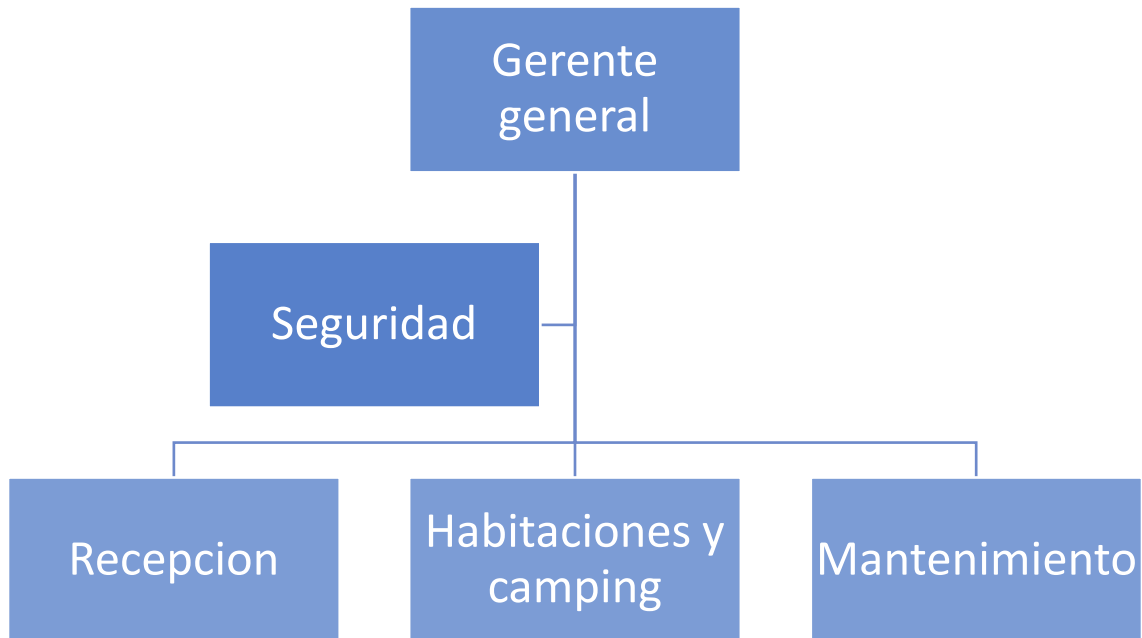 Gerente
general
Seguridad
Recepcion
Habitaciones y
camping
Mantenimiento